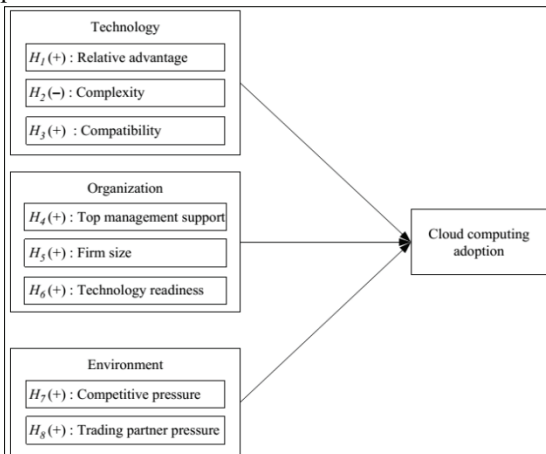 Technology
H1(+) : Relative advantage
H2(–) : Complexity
H3(+) : Compatibility
Organization
H4(+) : Top management support
H5(+) : Firm size
H6(+) : Technology readiness
Cloud computing
adoption
Environment
H7(+) : Competitive pressure
H8(+) : Trading partner pressure